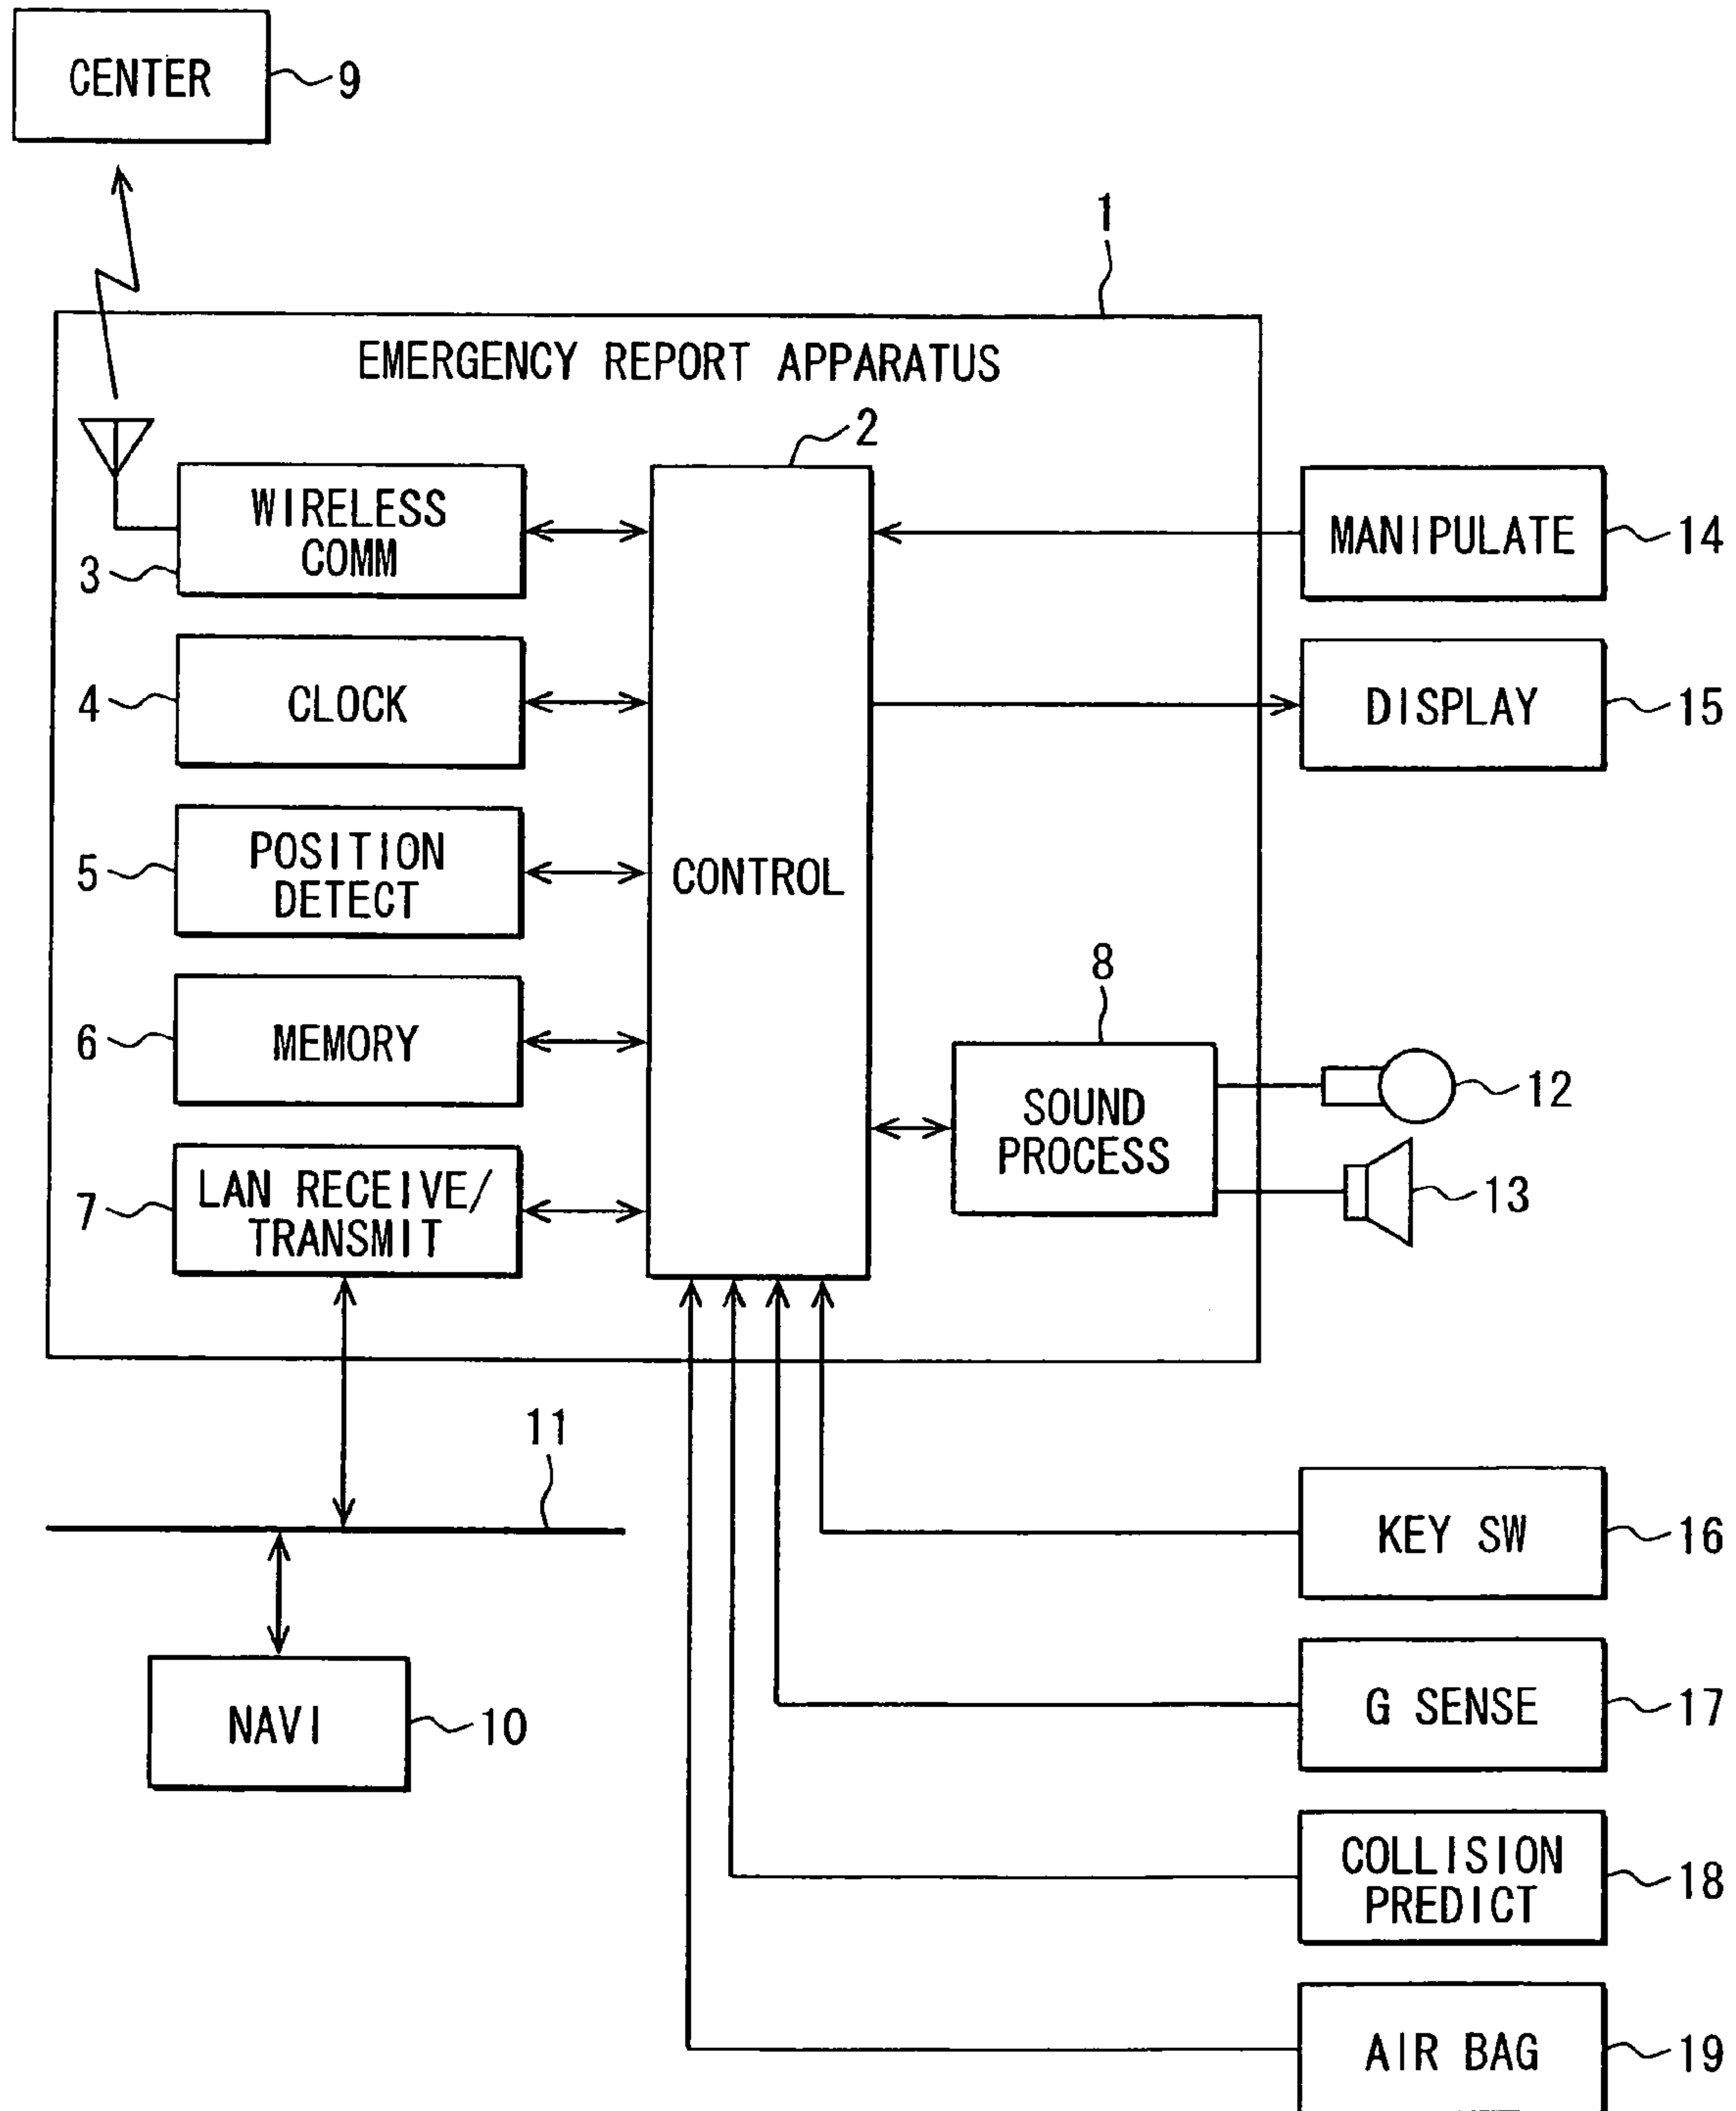 CENTER
9
1
EMERGENCY REPORT APPARATUS
2
WIRELESS
COMM
3
MANIPULATE
14
CLOCK
4
DISPLAY
15
POSITION
DETECT
5
CONTROL
8
MEMORY
6
SOUND
PROCESS
12
LAN RECEIVE/
TRANSMIT
7
13
11
KEY SW
16
NAVI
10
G SENSE
17
COLLISION
PREDICT
18
AIR BAG
19